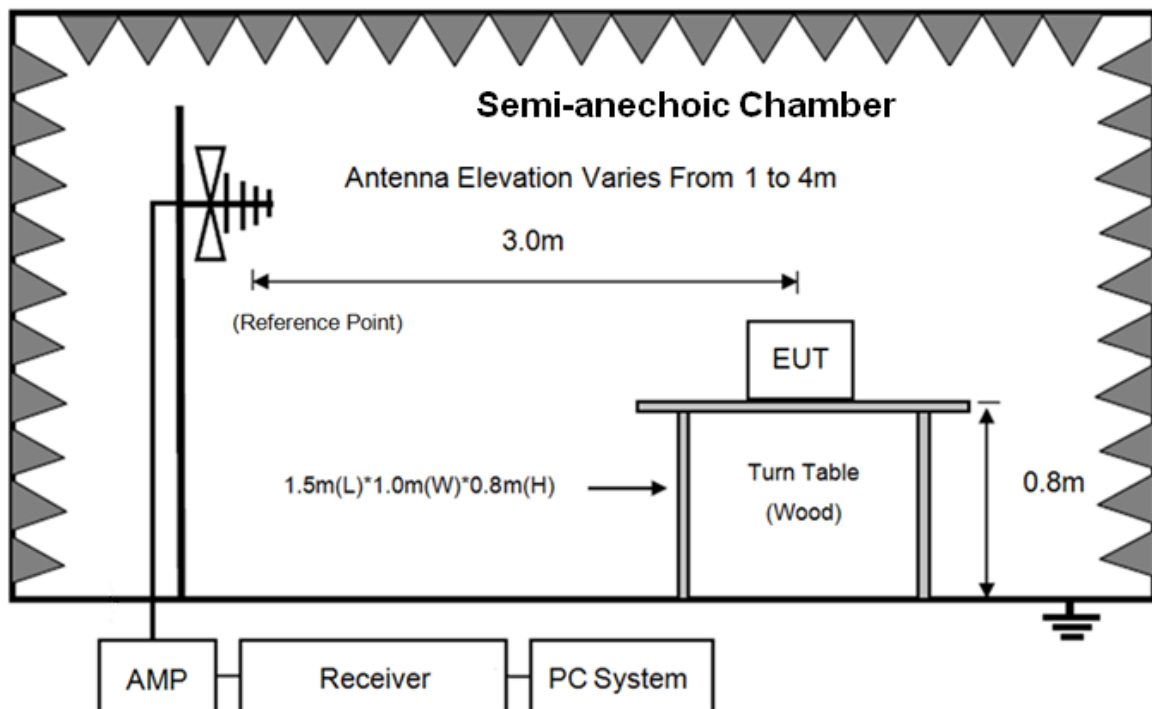 Semi-anechoic Chamber
Antenna Elevation Varies From 1 to 4m
3.0m
(Reference Point)
EUT
1.5m(L)*1.0m(W)*0.8m(H)
Turn Table
(Wood)
0.8m
AMP
Receiver
PC System